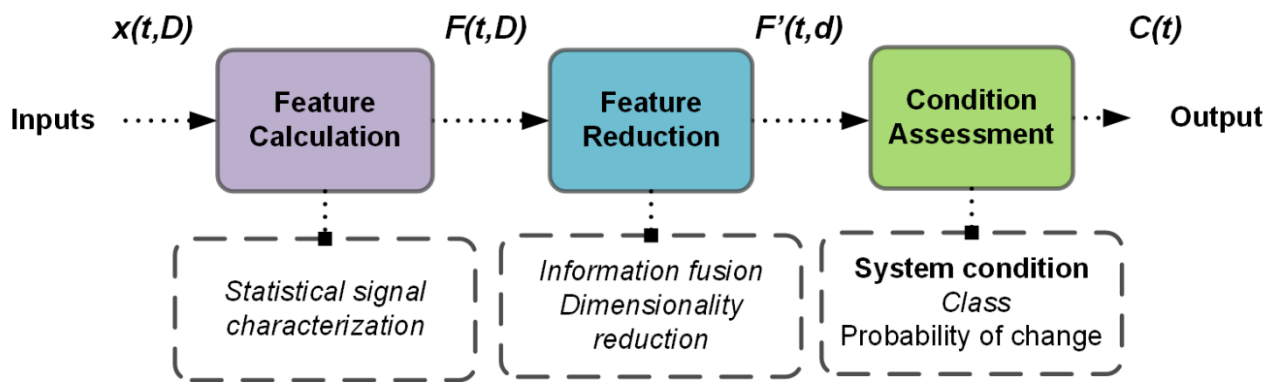 x(t,D) F(t,D) F’(t,d) C(t)
Inputs
Feature
Calculation
Feature
Reduction
Condition
Assessment
Output
Statistical signal
characterization
Information fusion
Dimensionality
reduction
System condition
Class
Probability of change